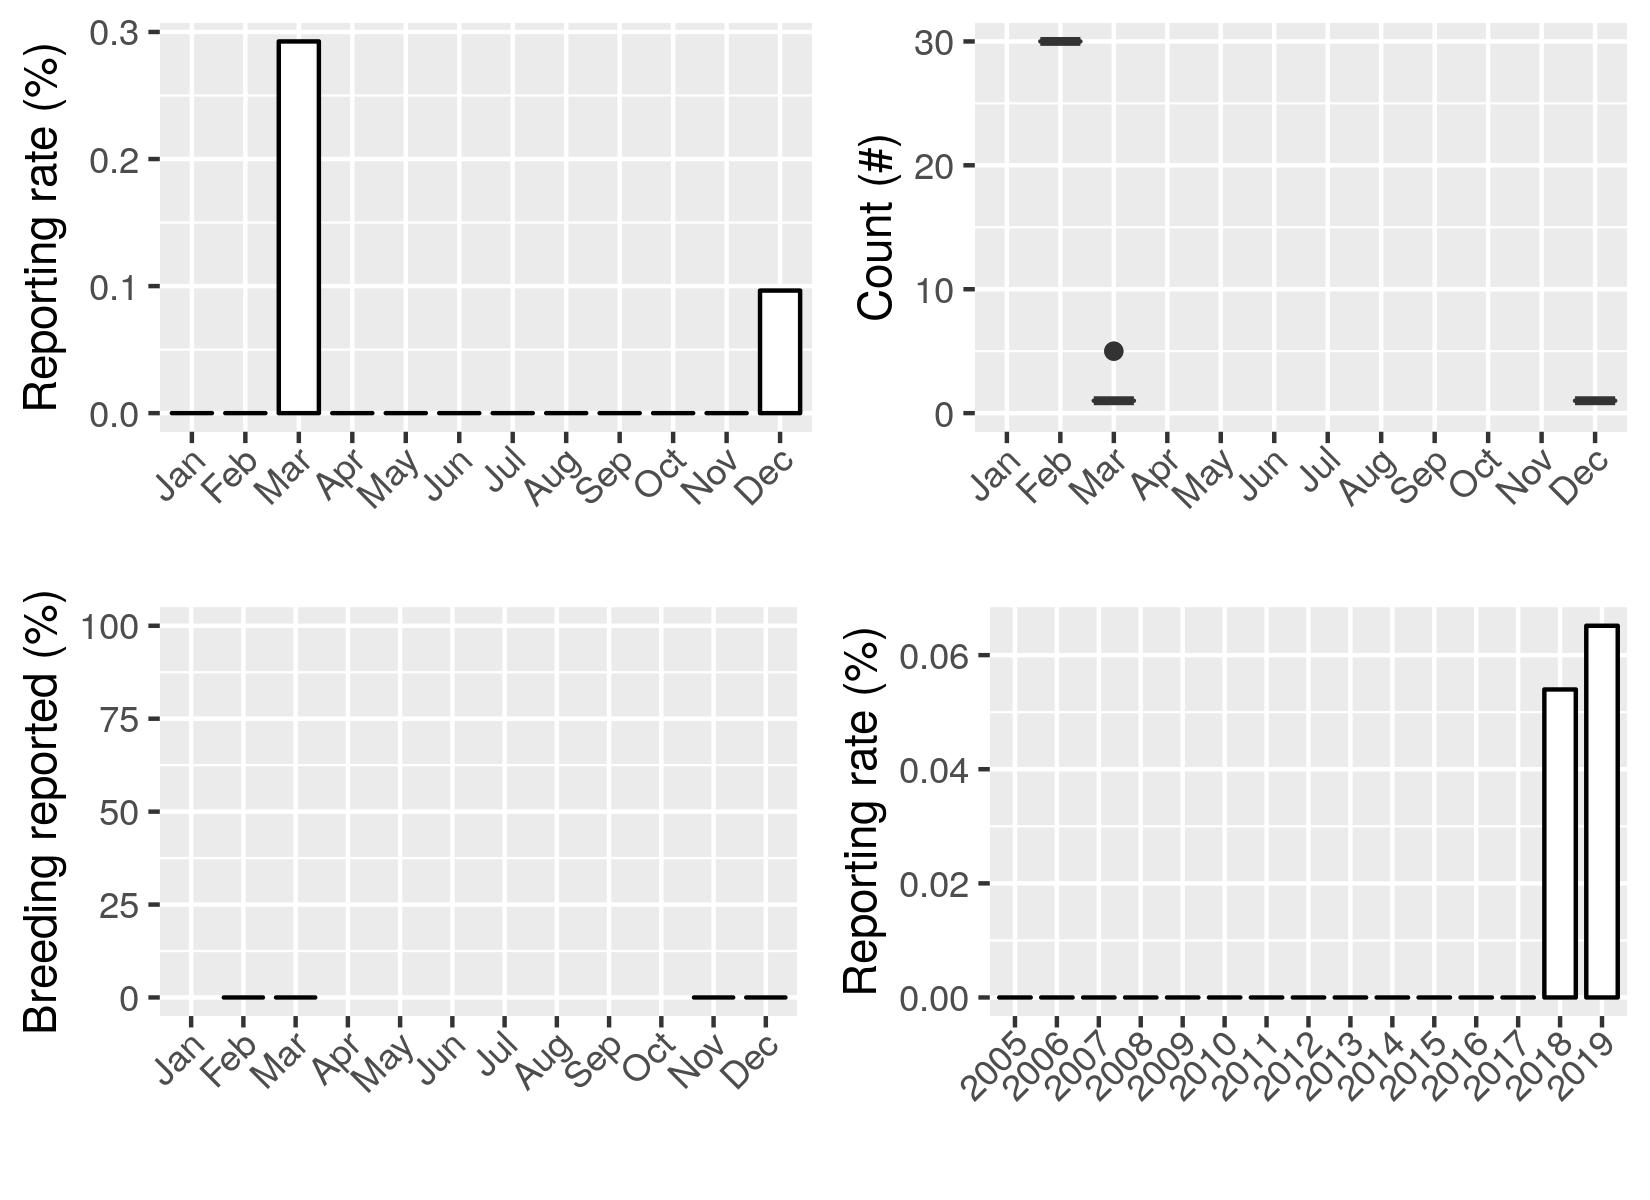 Reporting rate (%)
0.3
0.2
0.1
0.0
Jan Feb Mar Apr May Jun Jul Aug Sep Oct Nov Dec
Count (#)
30
20
10
0
Jan Feb Mar Apr May Jun Jul Aug Sep Oct Nov Dec
Breeding reported (%)
100
75
50
25
0
Jan Feb Mar Apr May Jun Jul Aug Sep Oct Nov Dec
Reporting rate (%)
0.06
0.04
0.02
0.00
2005 2006 2007 2008 2009 2010 2011 2012 2013 2014 2015 2016 2017 2018 2019